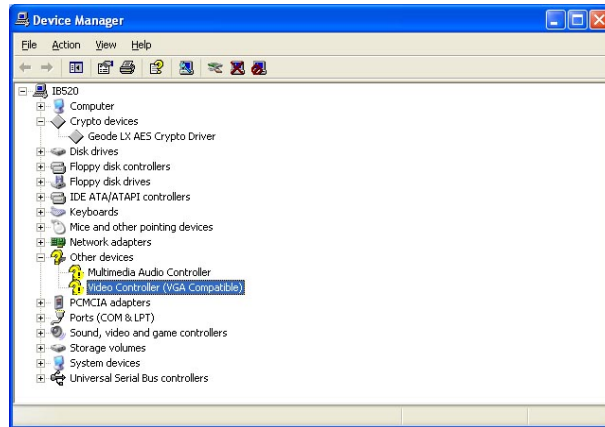 Device Manager
File Action View Help
IB520
Computer
Crypto devices
Geode LX AES Crypto Driver
Disk drives
Floppy disk controllers
Floppy disk drives
IDE ATA/ATAPI controllers
Keyboards
Mice and other pointing devices
Network adapters
Other devices
Multimedia Audio Controller
Video Controller (VGA Compatible)
PCMCIA adapters
Ports (COM & LPT)
Sound, video and game controllers
Storage volumes
System devices
Universal Serial Bus controllers